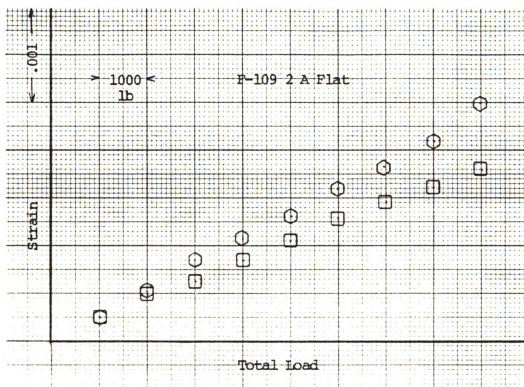 .001
> 1000 <
lb
F-109 2 A Flat
Strain
Total Load